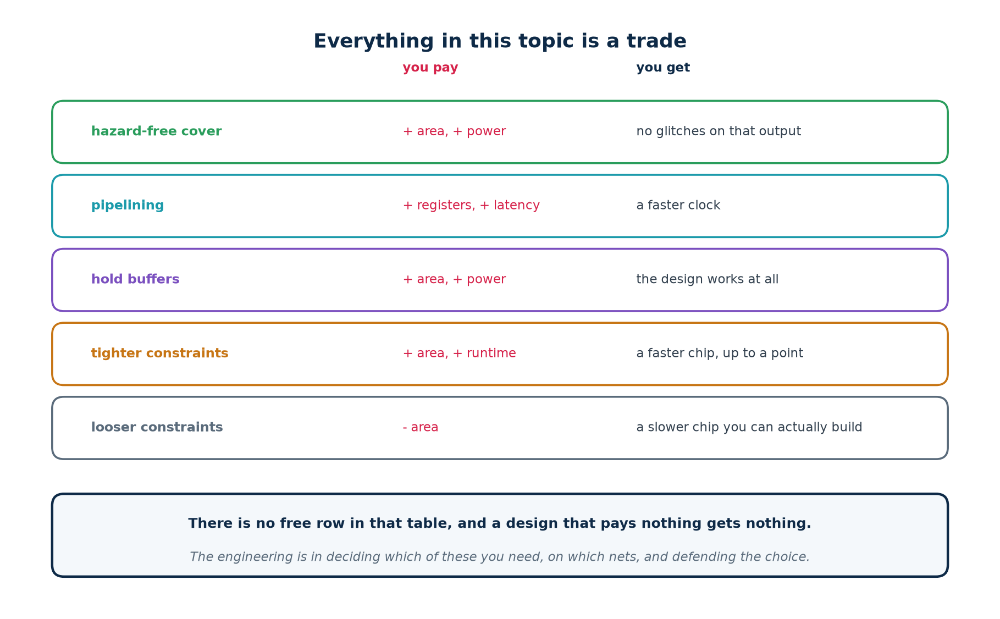 Everything in this topic is a trade
you pay you get
hazard-free cover + area, + power no glitches on that output
pipelining + registers, + latency a faster clock
hold buffers + area, + power the design works at all
tighter constraints + area, + runtime a faster chip, up to a point
looser constraints - area a slower chip you can actually build
There is no free row in that table, and a design that pays nothing gets nothing.
The engineering is in deciding which of these you need, on which nets, and defending the choice.